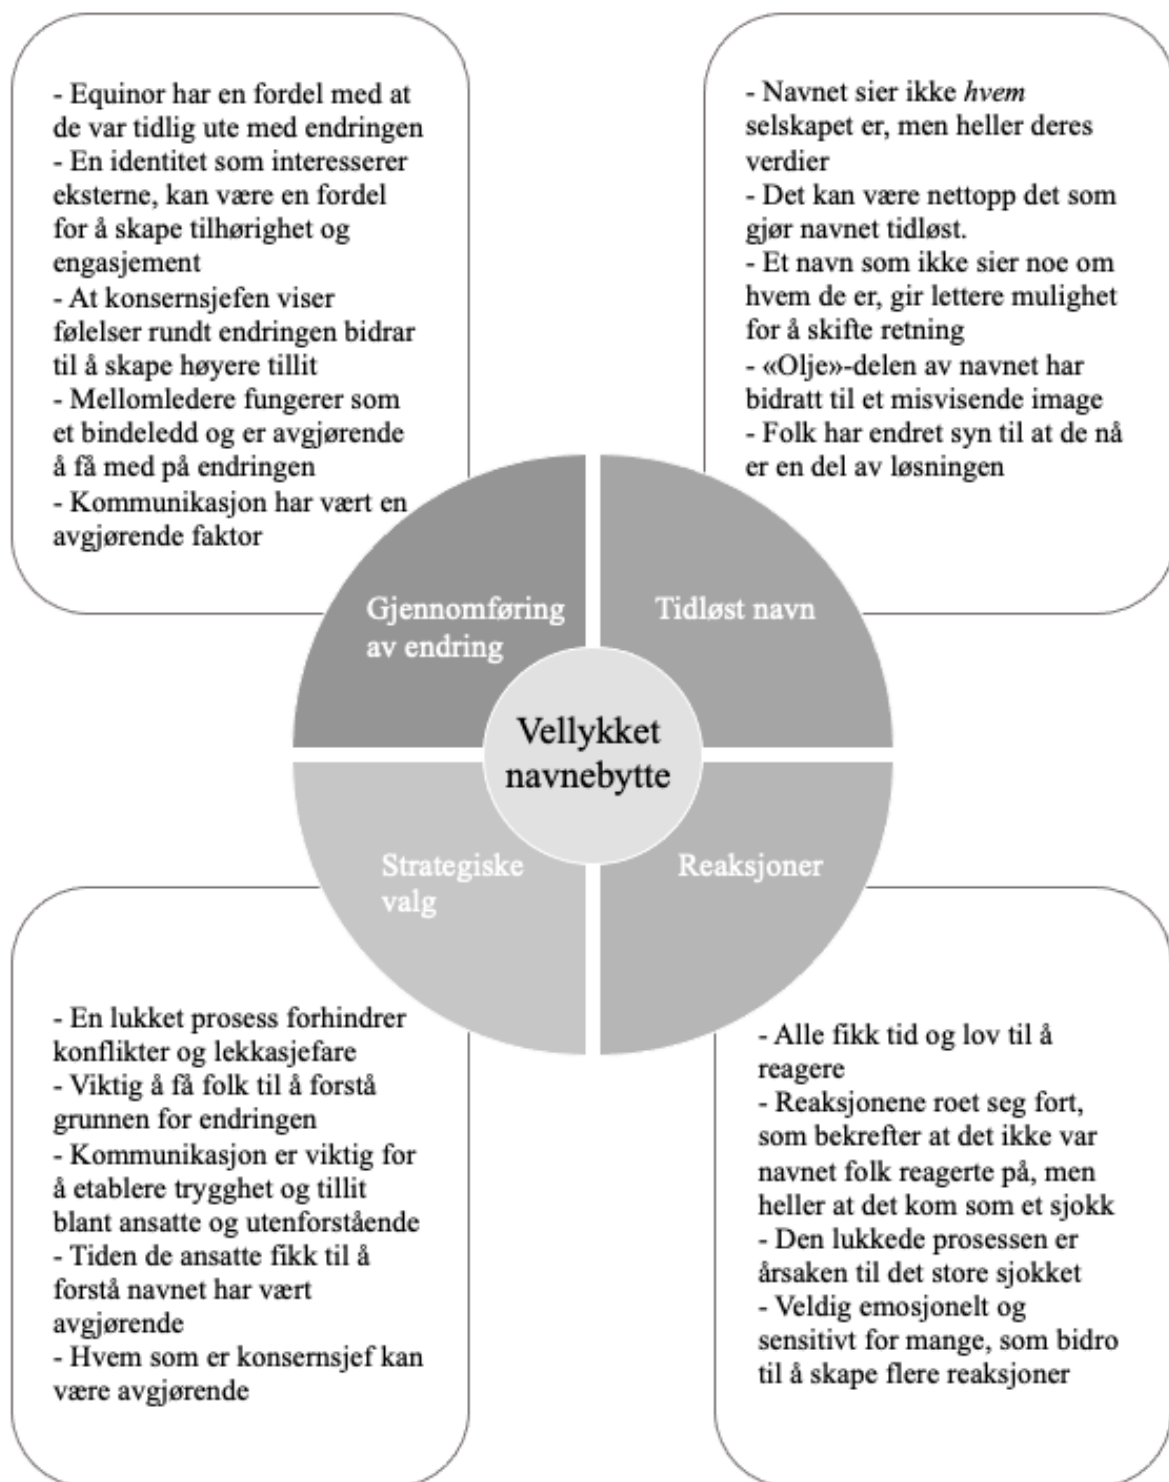 - Equinor har en fordel med at
de var tidlig ute med endringen
- En identitet som interesserer
eksterne, kan være en fordel
for å skape tilhørighet og
engasjement
- At konsernsjefen viser
følelser rundt endringen bidrar
til å skape høyere tillit
- Mellomledere fungerer som
et bindeledd og er avgjørende
å få med på endringen
- Kommunikasjon har vært en
avgjørende faktor
- Navnet sier ikke hvem
selskapet er, men heller deres
verdier
- Det kan være nettopp det som
gjør navnet tidløst.
- Et navn som ikke sier noe om
hvem de er, gir lettere mulighet
for å skifte retning
- «Olje»-delen av navnet har
bidratt til et misvisende image
- Folk har endret syn til at de nå
er en del av løsningen
Gjennomføring
av endring
Tidløst navn
Vellykket
navnebytte
Strategiske
valg
Reaksjoner
- En lukket prosess forhindrer
konflikter og lekkasjefare
- Viktig å få folk til å forstå
grunnen for endringen
- Kommunikasjon er viktig for
å etablere trygghet og tillit
blant ansatte og utenforstående
- Tiden de ansatte fikk til å
forstå navnet har vært
avgjørende
- Hvem som er konsernsjef kan
være avgjørende
- Alle fikk tid og lov til å
reagere
- Reaksjonene roet seg fort,
som bekrefter at det ikke var
navnet folk reagerte på, men
heller at det kom som et sjokk
- Den lukkede prosessen er
årsaken til det store sjokket
- Veldig emosjonelt og
sensitivt for mange, som bidro
til å skape flere reaksjoner